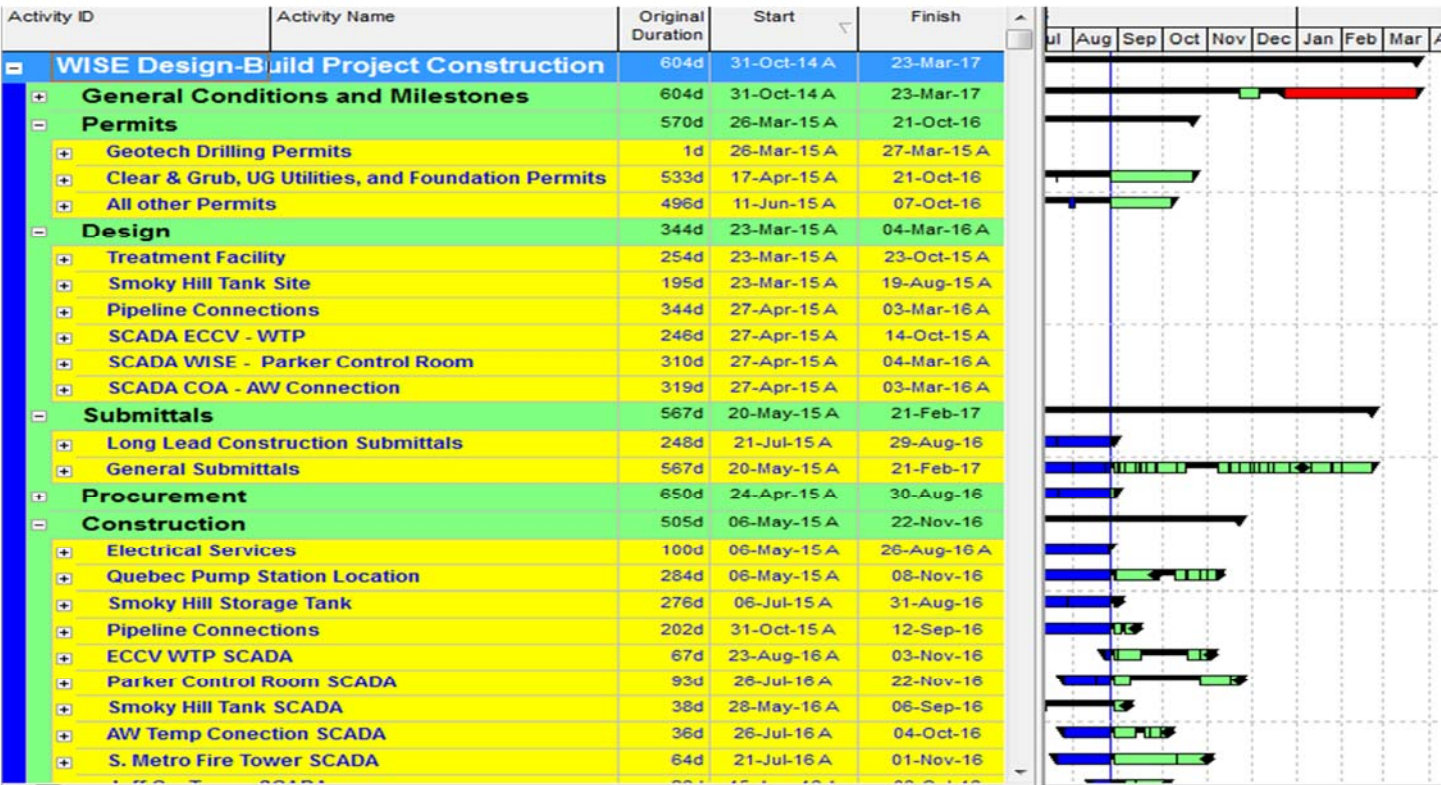 Activity ID Activity Name Original Duration Start Finish
ul Aug Sep Oct Nov Dec Jan Feb Mar A
WISE Design-Build Project Construction 604d 31-Oct-14 A 23-Mar-17
General Conditions and Milestones 604d 31-Oct-14 A 23-Mar-17
Permits 570d 26-Mar-15 A 21-Oct-16
Geotech Drilling Permits 1d 26-Mar-15 A 27-Mar-15 A
Clear & Grub, UG Utilities, and Foundation Permits 533d 17-Apr-15 A 21-Oct-16
All other Permits 496d 11-Jun-15 A 07-Oct-16
Design 344d 23-Mar-15 A 04-Mar-16 A
Treatment Facility 254d 23-Mar-15 A 23-Oct-15 A
Smoky Hill Tank Site 195d 23-Mar-15 A 19-Aug-15 A
Pipeline Connections 344d 27-Apr-15 A 03-Mar-16 A
SCADA ECCV - WTP 246d 27-Apr-15 A 14-Oct-15 A
SCADA WISE - Parker Control Room 310d 27-Apr-15 A 04-Mar-16 A
SCADA COA - AW Connection 319d 27-Apr-15 A 03-Mar-16 A
Submittals 567d 20-May-15 A 21-Feb-17
Long Lead Construction Submittals 248d 21-Jul-15 A 29-Aug-16
General Submittals 567d 20-May-15 A 21-Feb-17
Procurement 650d 24-Apr-15 A 30-Aug-16
Construction 505d 06-May-15 A 22-Nov-16
Electrical Services 100d 06-May-15 A 26-Aug-16 A
Quebec Pump Station Location 284d 06-May-15 A 08-Nov-16
Smoky Hill Storage Tank 276d 06-Jul-15 A 31-Aug-16
Pipeline Connections 202d 31-Oct-15 A 12-Sep-16
ECCV WTP SCADA 67d 23-Aug-16 A 03-Nov-16
Parker Control Room SCADA 93d 26-Jul-16 A 22-Nov-16
Smoky Hill Tank SCADA 38d 28-May-16 A 06-Sep-16
AW Temp Conection SCADA 36d 26-Jul-16 A 04-Oct-16
S. Metro Fire Tower SCADA 64d 21-Jul-16 A 01-Nov-16